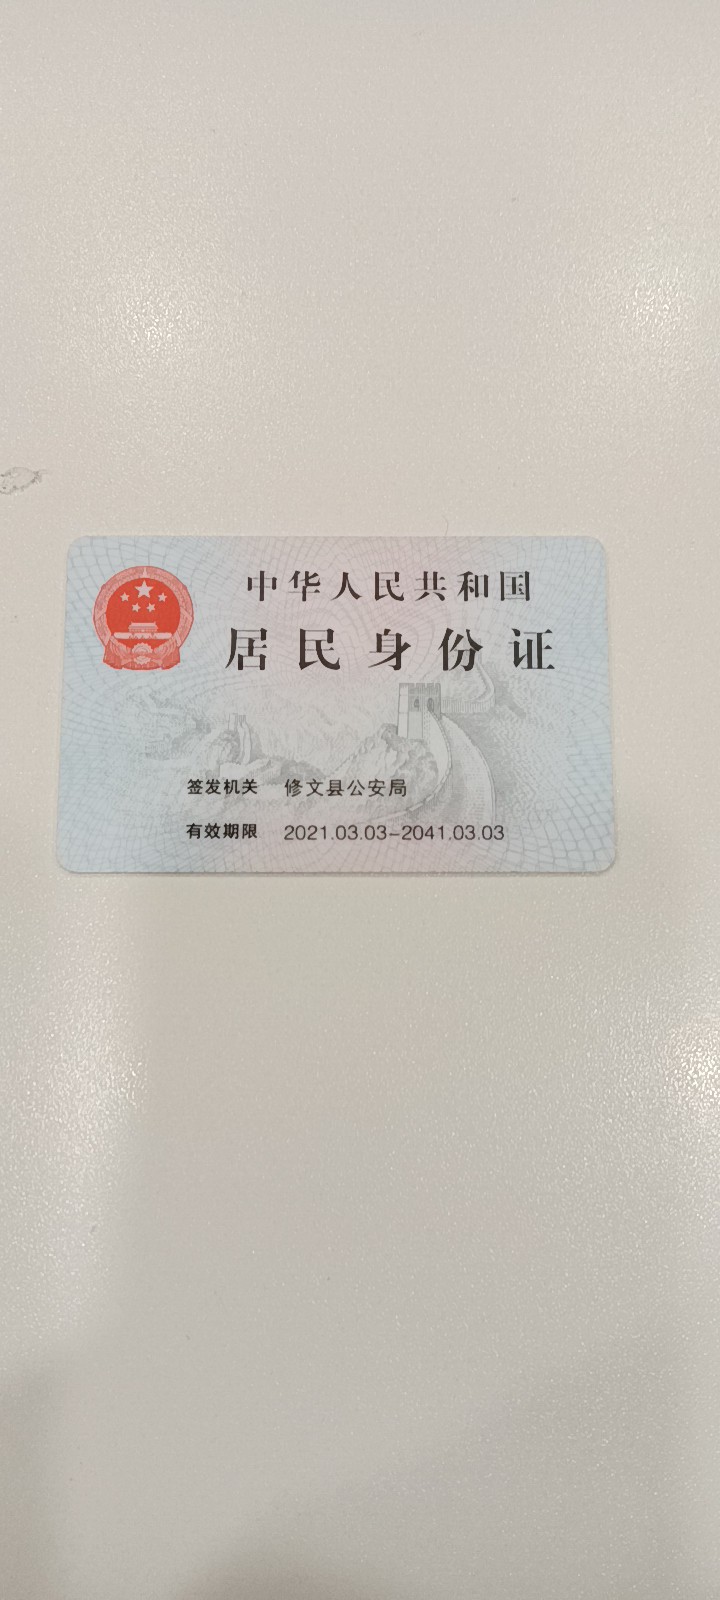 中华人民共和国
居民身份证
签发机关 修文县公安局
有效期限 2021.03.03-2041.03.03